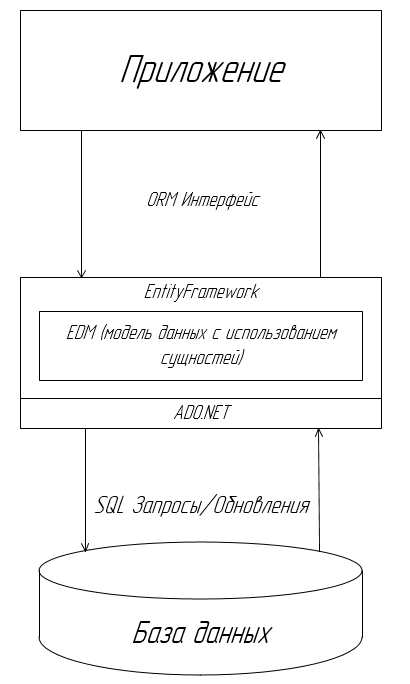 Приложение
ORM Интерфейс
EntityFramework
EDM (модель данных с использованием
сущностей)
ADO.NET
SQL Запросы/Обновления
База данных